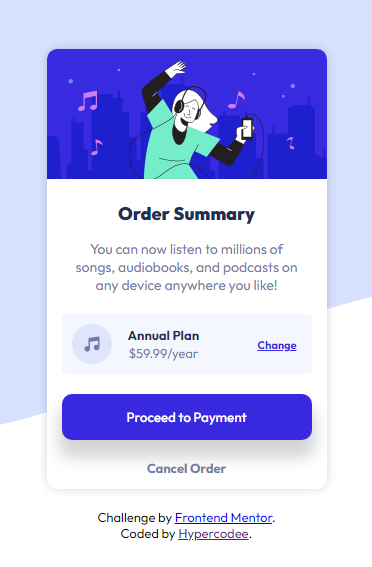 Order Summary
You can now listen to millions of
songs, audiobooks, and podcasts on
any device anywhere you like!
Annual Plan
$59.99/year
Change
Proceed to Payment
Cancel Order
Challenge by Frontend Mentor.
Coded by Hypercodee.